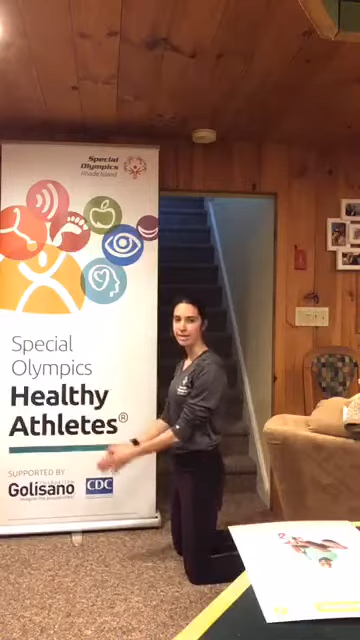 Special
Olympics
Rhode Island
Special
Olympics
Healthy
Athletes®
SUPPORTED BY
Golisano
CDC